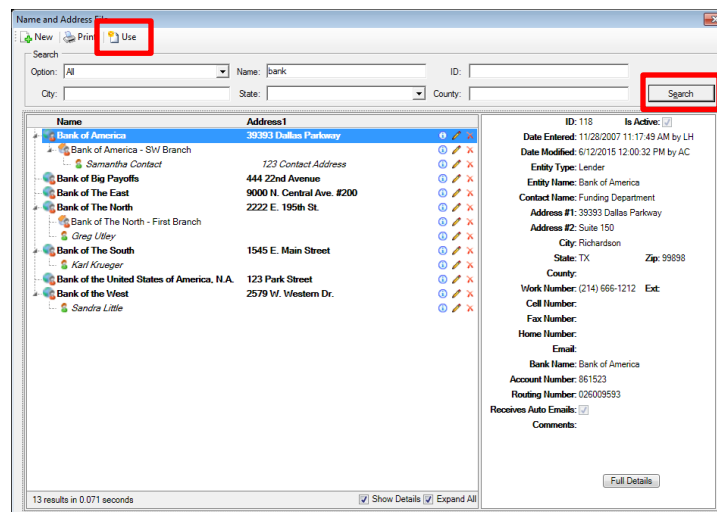 Name and Address File
New Print Use
Search
Option: All Name: bank ID:
City: State: County: Search
Name Address1
Bank of America 39393 Dallas Parkway
Bank of America - SW Branch
Samantha Contact 123 Contact Address
Bank of Big Payoffs 444 22nd Avenue
Bank of The East 9000 N. Central Ave. #200
Bank of The North 2222 E. 195th St.
Bank of The North - First Branch
Greg Utley
Bank of The South 1545 E. Main Street
Karl Krueger
Bank of the United States of America, N.A. 123 Park Street
Bank of the West 2579 W. Western Dr.
Sandra Little
13 results in 0.071 seconds Show Details Expand All
ID: 118 Is Active:
Date Entered: 11/28/2007 11:17:49 AM by LH
Date Modified: 6/12/2015 12:00:32 PM by AC
Entity Type: Lender
Entity Name: Bank of America
Contact Name: Funding Department
Address #1: 39393 Dallas Parkway
Address #2: Suite 150
City: Richardson
State: TX Zip: 99898
County:
Work Number: (214) 666-1212 Ext:
Cell Number:
Fax Number:
Home Number:
Email:
Bank Name: Bank of America
Account Number: 861523
Routing Number: 026009593
Receives Auto Emails:
Comments:
Full Details